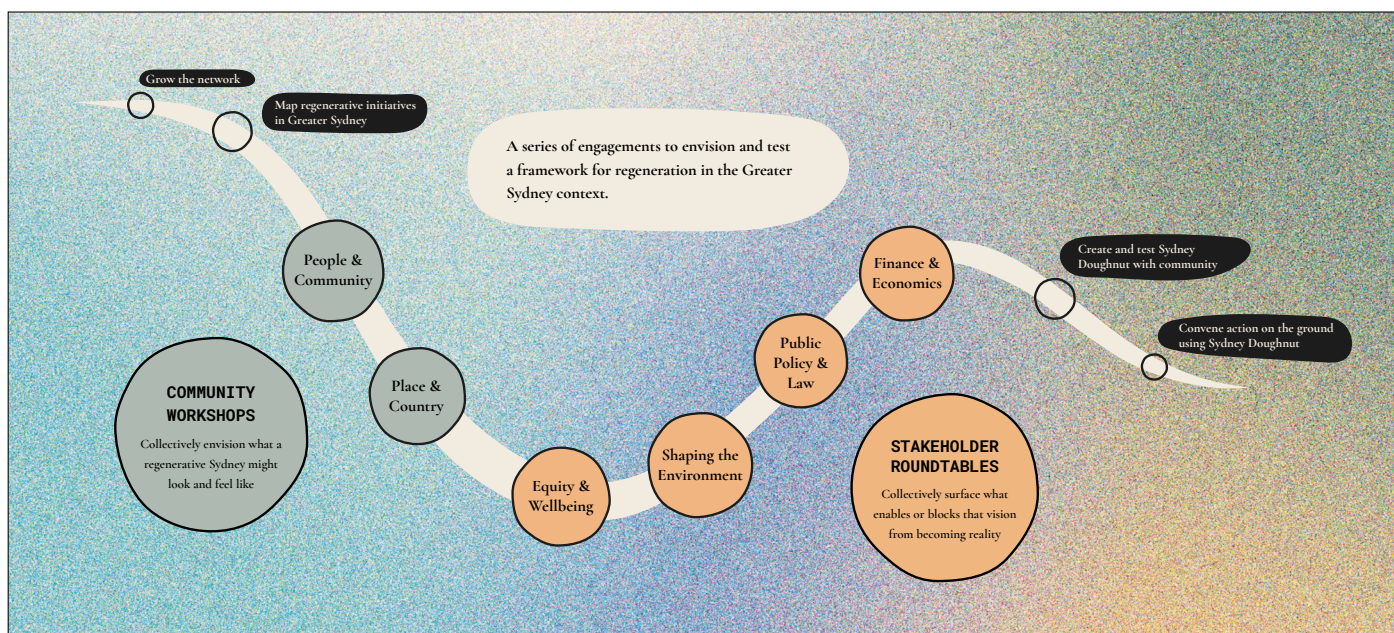 Grow the network
Map regenerative initiatives
in Greater Sydney
A series of engagements to envision and test
a framework for regeneration in the Greater
Sydney context.
People &
Community
Place &
Country
Equity &
Wellbeing
Shaping the
Environment
Public
Policy &
Law
Finance &
Economics
Create and test Sydney
Doughnut with community
Convene action on the ground
using Sydney Doughnut
COMMUNITY
WORKSHOPS
Collectively envision what a
regenerative Sydney might
look and feel like
STAKEHOLDER
ROUNDTABLES
Collectively surface what
enables or blocks that vision
from becoming reality